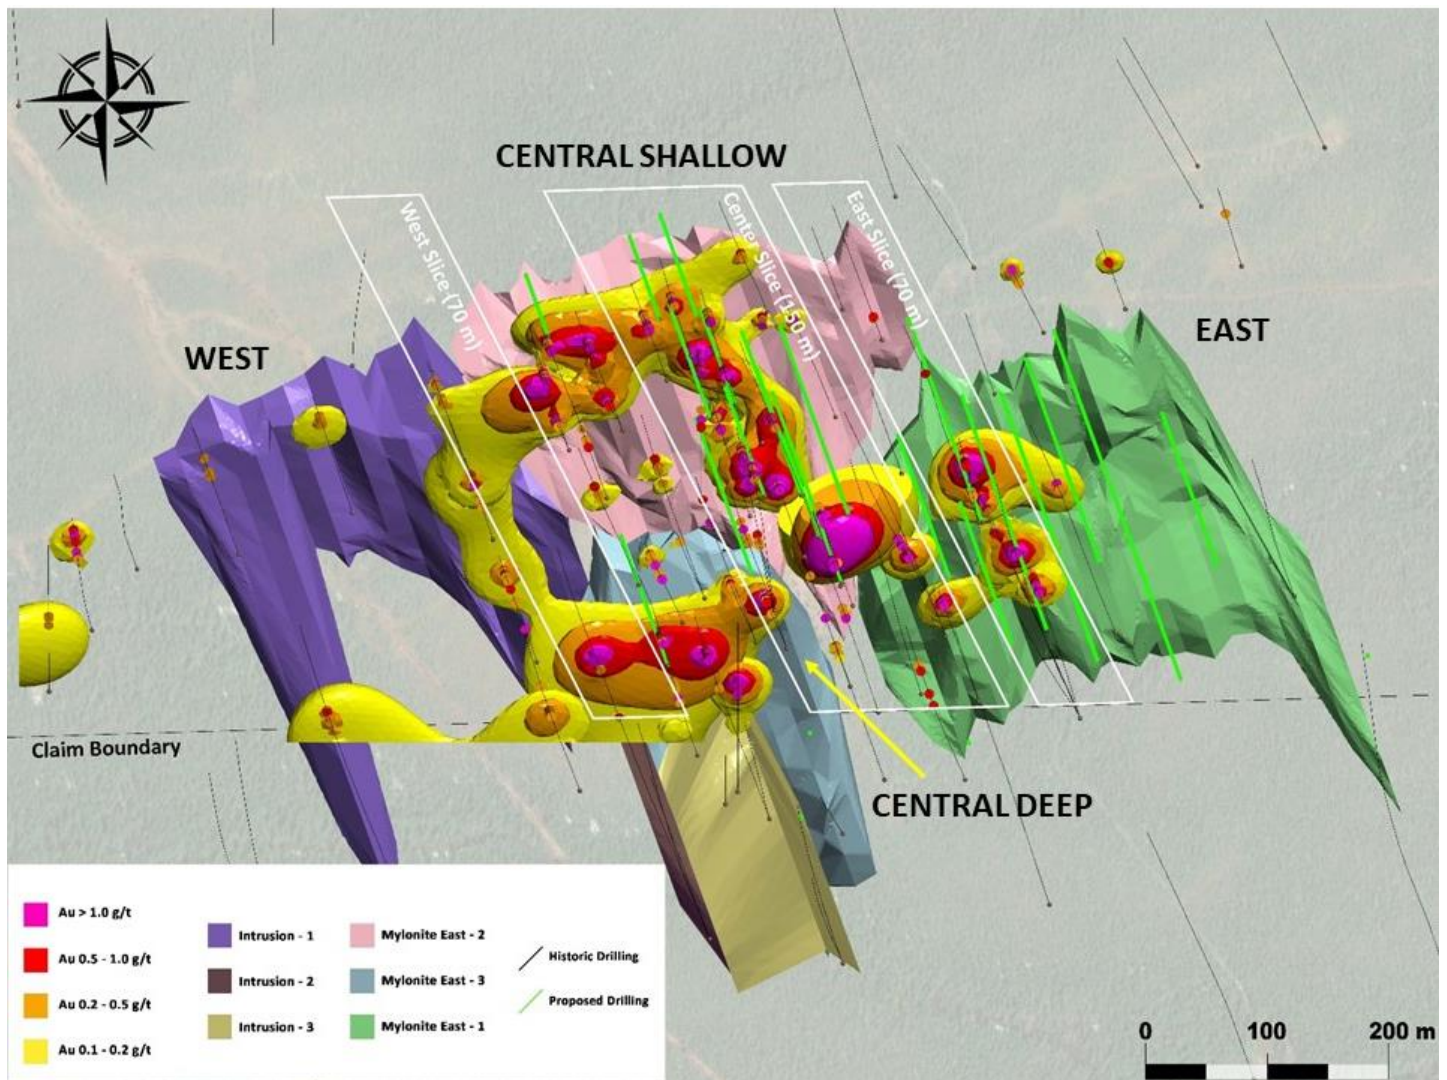 CENTRAL SHALLOW
West Slice (70 m)
Center Slice (150 m)
East Slice (70 m)
WEST
EAST
Claim Boundary
CENTRAL DEEP
Au > 1.0 g/t
Au 0.5 - 1.0 g/t
Au 0.2 - 0.5 g/t
Au 0.1 - 0.2 g/t
Intrusion - 1
Intrusion - 2
Intrusion - 3
Mylonite East - 2
Mylonite East - 3
Mylonite East - 1
Historic Drilling
Proposed Drilling
0 100 200 m